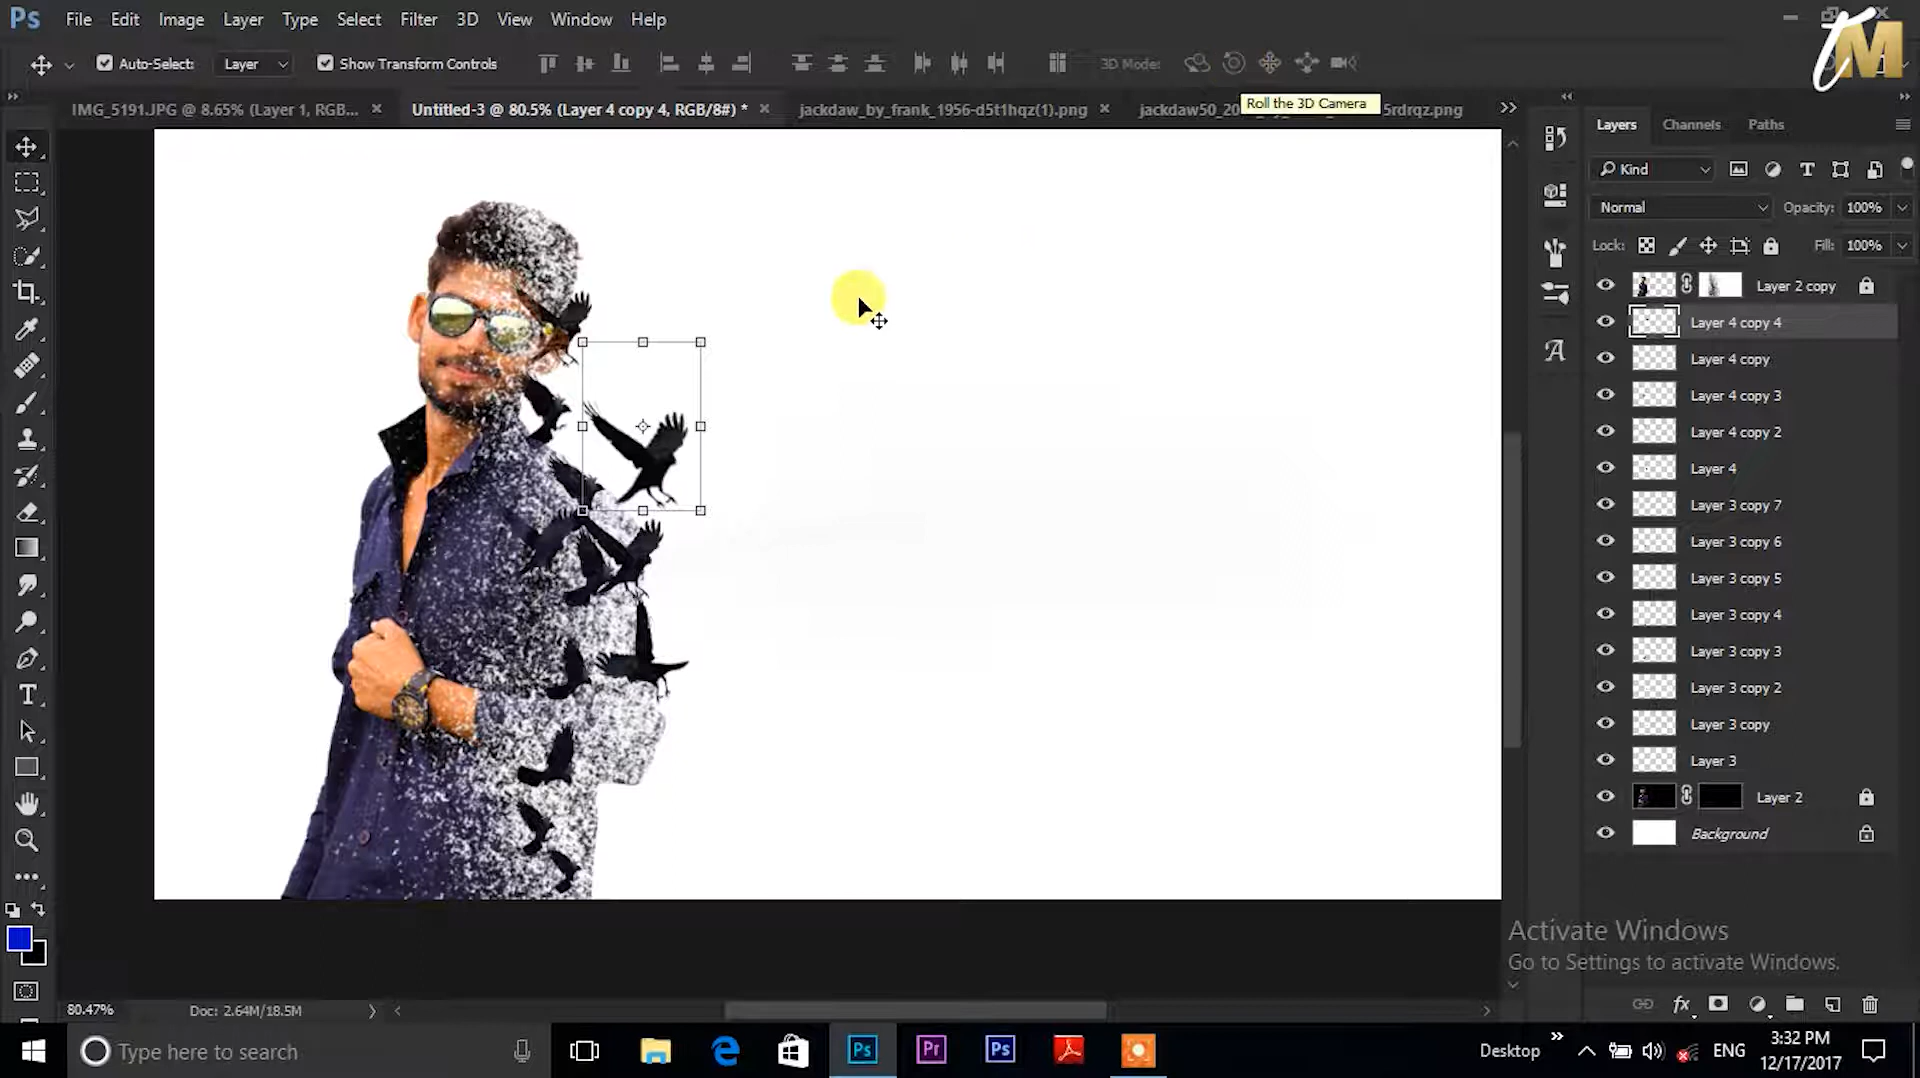 Ps File Edit Image Layer Type Select Filter 3D View Window Help
tM
Auto-Select: Layer Show Transform Controls 3D Mode:
Roll the 3D Camera
IMG_5191.JPG @ 8.65% (Layer 1, RGB... × Untitled-3 @ 80.5% (Layer 4 copy 4, RGB/8#) * × jackdaw_by_frank_1956-d5t1hqz(1).png × jackdaw50_20 5rdrqz.png
Layers Channels Paths
Kind
Normal Opacity: 100%
Lock: Fill: 100%
Layer 2 copy
Layer 4 copy 4
Layer 4 copy
Layer 4 copy 3
Layer 4 copy 2
Layer 4
Layer 3 copy 7
Layer 3 copy 6
Layer 3 copy 5
Layer 3 copy 4
Layer 3 copy 3
Layer 3 copy 2
Layer 3 copy
Layer 3
Layer 2
Background
Activate Windows
Go to Settings to activate Windows.
80.47% Doc: 2.64M/18.5M
fx
Type here to search
Ps Pr Ps
Desktop ENG 3:32 PM
12/17/2017